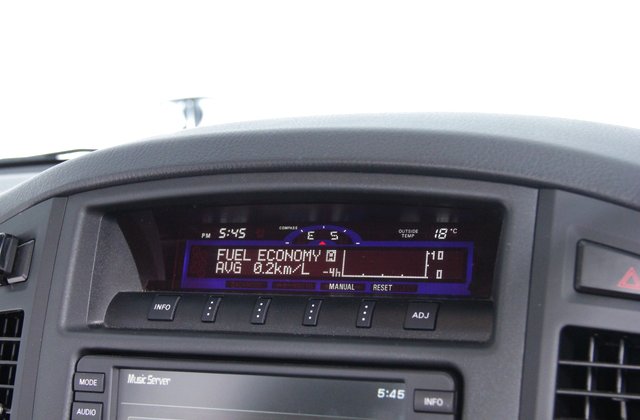 PM 5:45 COMPASS E S OUTSIDE TEMP 18 °C
FUEL ECONOMY A 10
AVG 0.2km/L -4h 0
MANUAL RESET
INFO ADJ
MODE Music Server
AUDIO 5:45 INFO